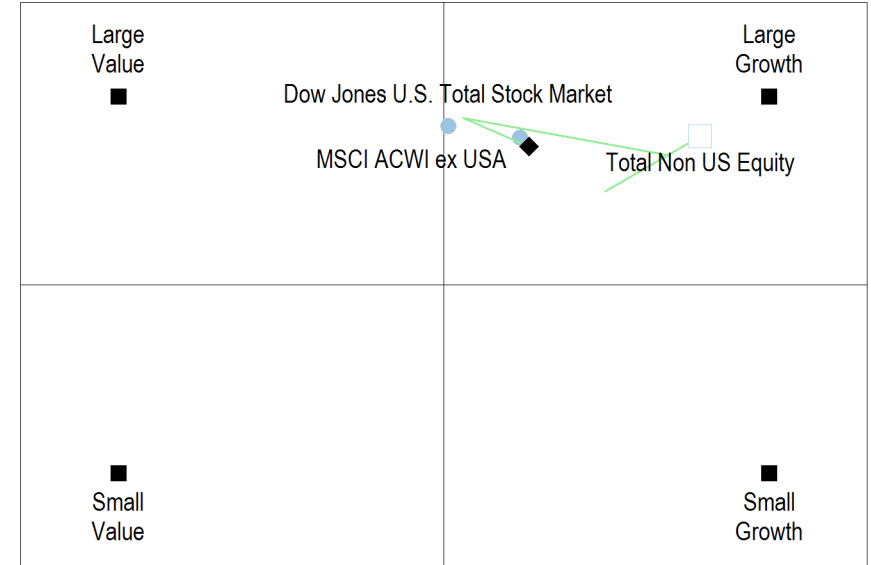 Large
Value
Large
Growth
Dow Jones U.S. Total Stock Market
MSCI ACWI ex USA
Total Non US Equity
Small
Value
Small
Growth